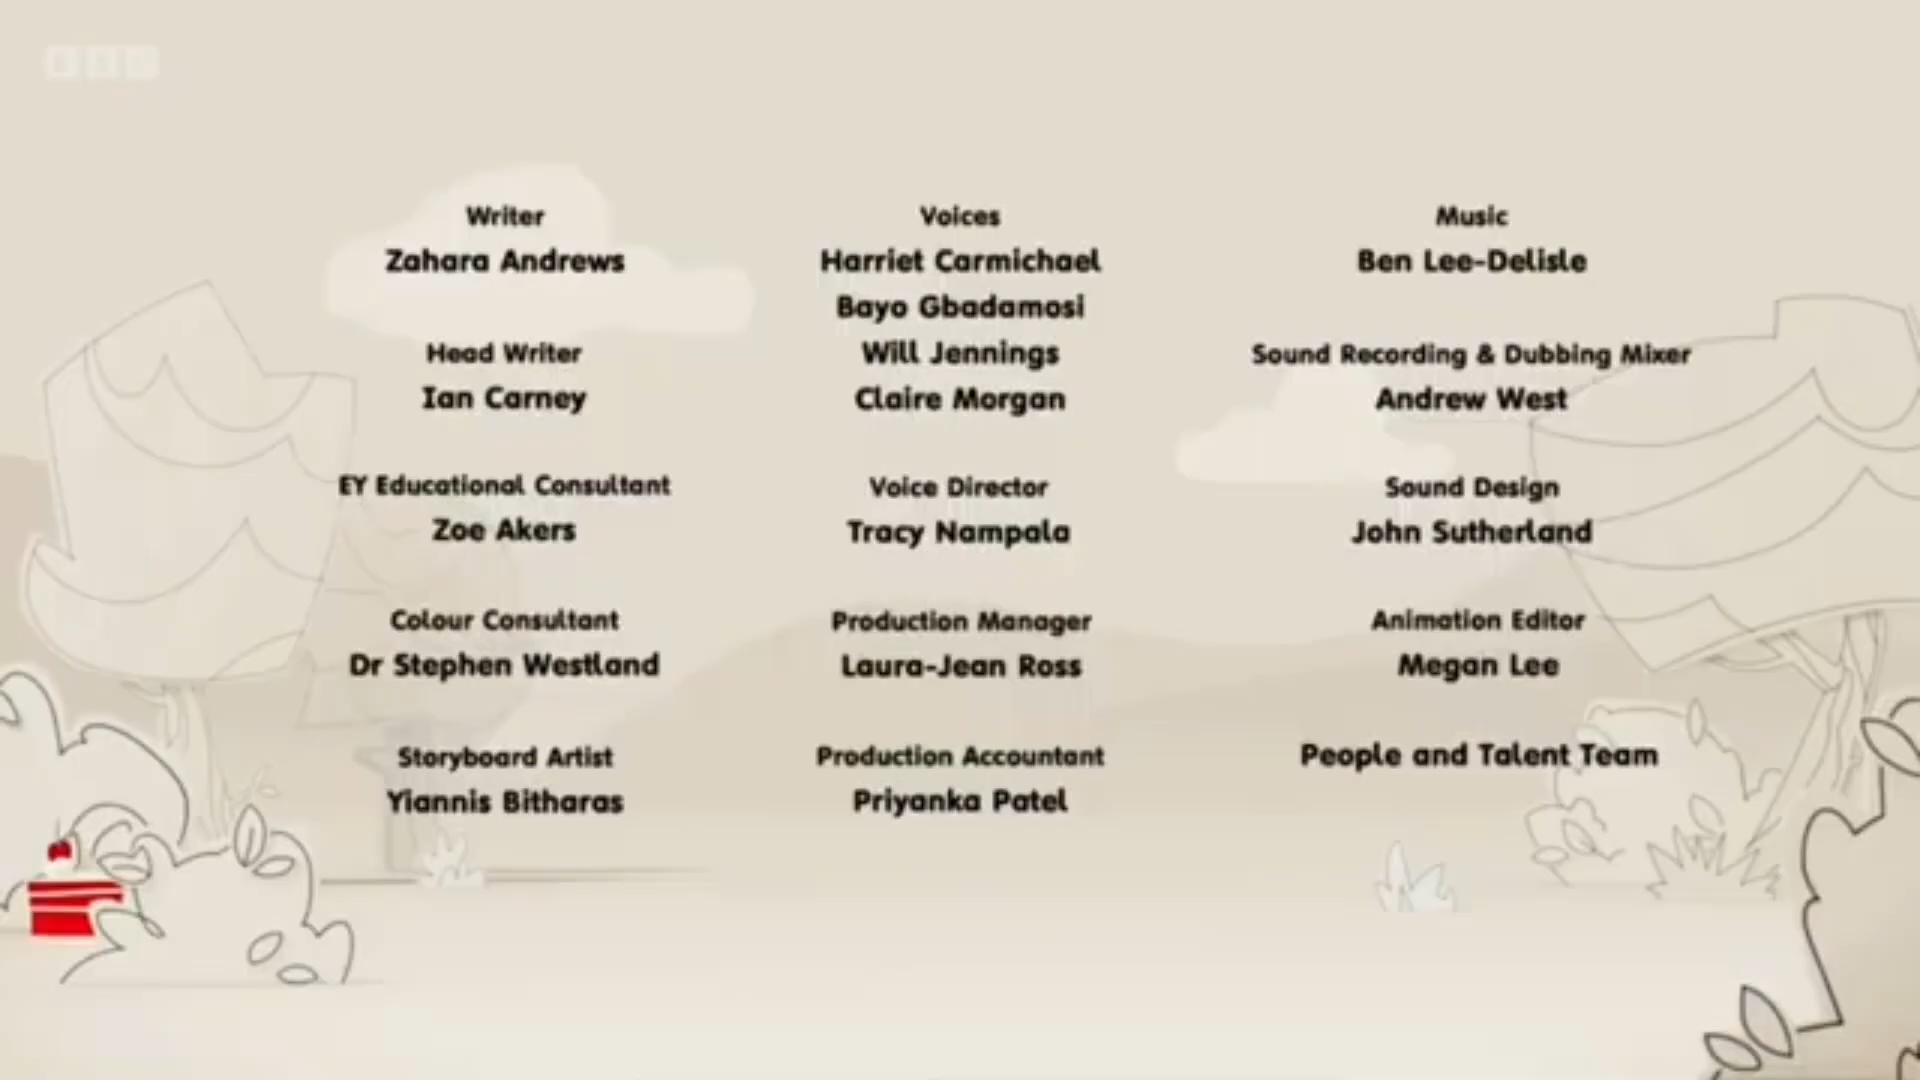 Writer
Zahara Andrews
Head Writer
Ian Carney
EY Educational Consultant
Zoe Akers
Colour Consultant
Dr Stephen Westland
Storyboard Artist
Yiannis Bitharas
Voices
Harriet Carmichael
Bayo Gbadamosi
Will Jennings
Claire Morgan
Voice Director
Tracy Nampala
Production Manager
Laura-Jean Ross
Production Accountant
Priyanka Patel
Music
Ben Lee-Delisle
Sound Recording & Dubbing Mixer
Andrew West
Sound Design
John Sutherland
Animation Editor
Megan Lee
People and Talent Team